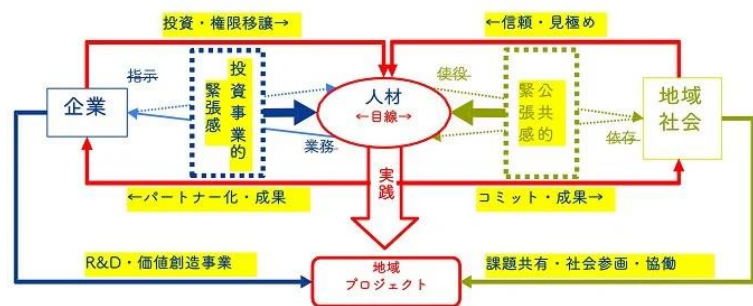 投資・権限移譲→
←信頼・見極め
指示
投資事業的
緊張感
使役
公共的
緊張感
企業
人材
←目線→
地域
社会
業務
依存
←パートナー化・成果
実践
コミット・成果→
R&D・価値創造事業
地域
プロジェクト
課題共有・社会参画・協働